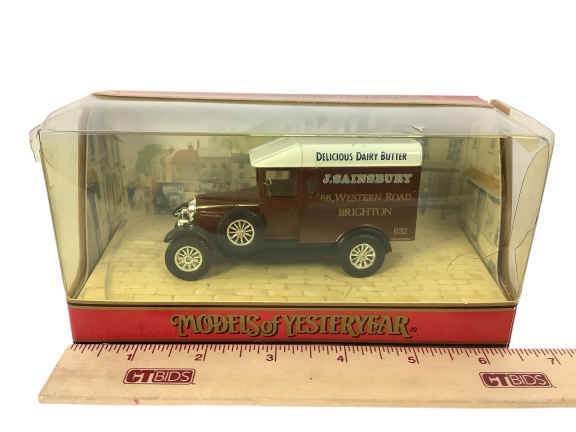 DELICIOUS DAIRY BUTTER
J. SAINSBURY
WESTERN ROAD
BRIGHTON
MODELS of YESTERYEAR
1 2 3 4 5 6 7
CTBIDS CTBIDS